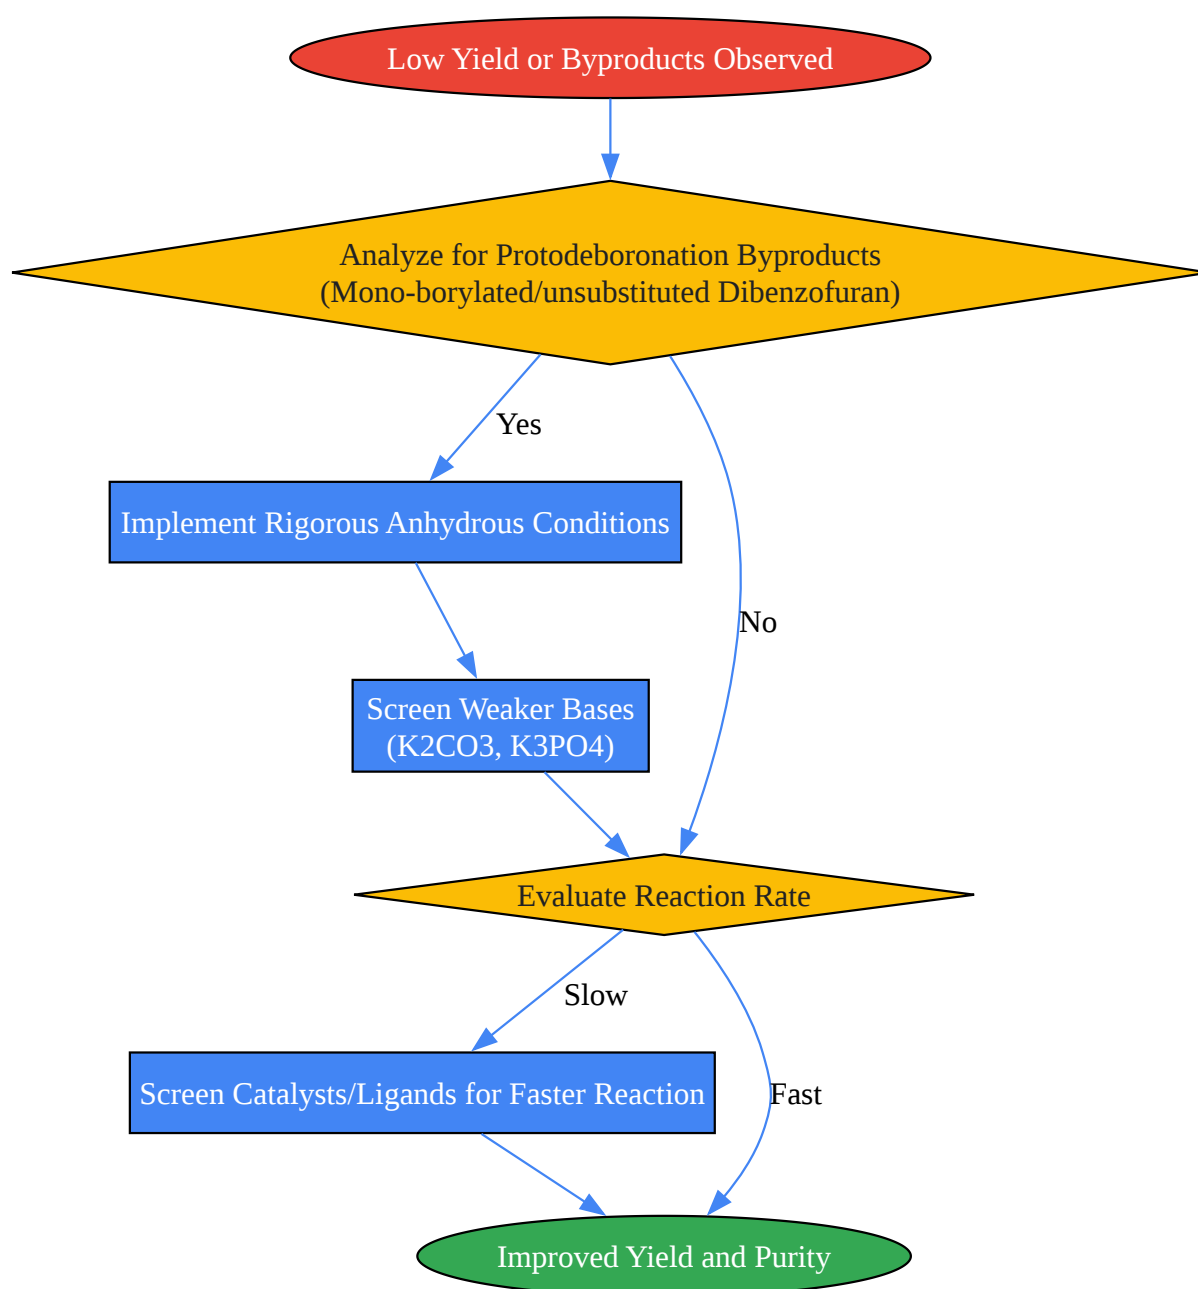 Low Yield or Byproducts Observed
Analyze for Protodeboronation Byproducts
(Mono-borylated/unsubstituted Dibenzofuran)
Yes
Implement Rigorous Anhydrous Conditions
No
Screen Weaker Bases
(K2CO3, K3PO4)
Evaluate Reaction Rate
Slow
Screen Catalysts/Ligands for Faster Reaction
Fast
Improved Yield and Purity